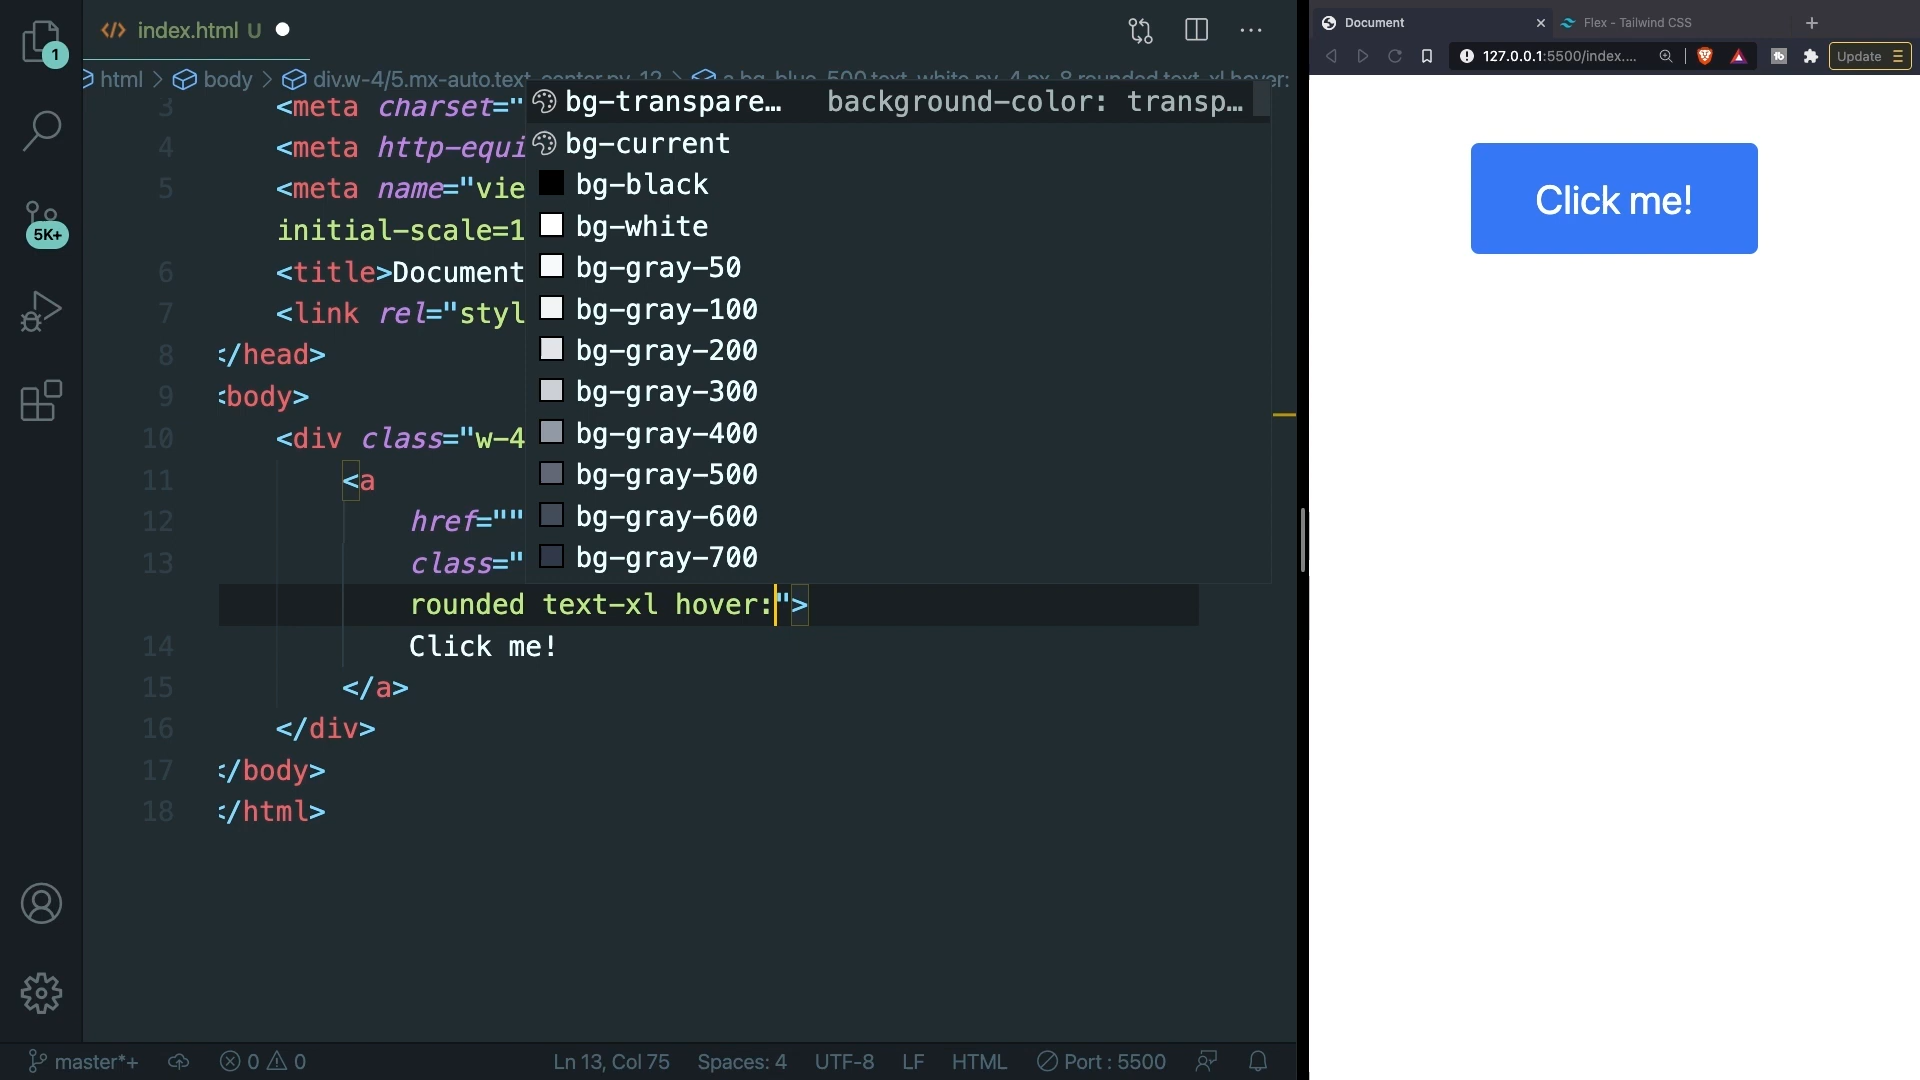 1
index.html U
html > body > div.w-4/5.mx-auto.text-center.py-12 > a.bg-blue-500.text-white.py-4.px-8.rounded.text-xl.hover:
3 <meta charset="
4 <meta http-equi
5 <meta name="vie
initial-scale=1
6 <title>Document
7 <link rel="styl
8 </head>
9 <body>
10 <div class="w-4
11 <a
12 href=""
13 class="
rounded text-xl hover:">
14 Click me!
15 </a>
16 </div>
17 </body>
18 </html>
bg-transpare… background-color: transp…
bg-current
bg-black
bg-white
bg-gray-50
bg-gray-100
bg-gray-200
bg-gray-300
bg-gray-400
bg-gray-500
bg-gray-600
bg-gray-700
5K+
master*+ 0 0 Ln 13, Col 75 Spaces: 4 UTF-8 LF HTML Port : 5500
Document Flex - Tailwind CSS
127.0.0.1:5500/index.... Update
Click me!